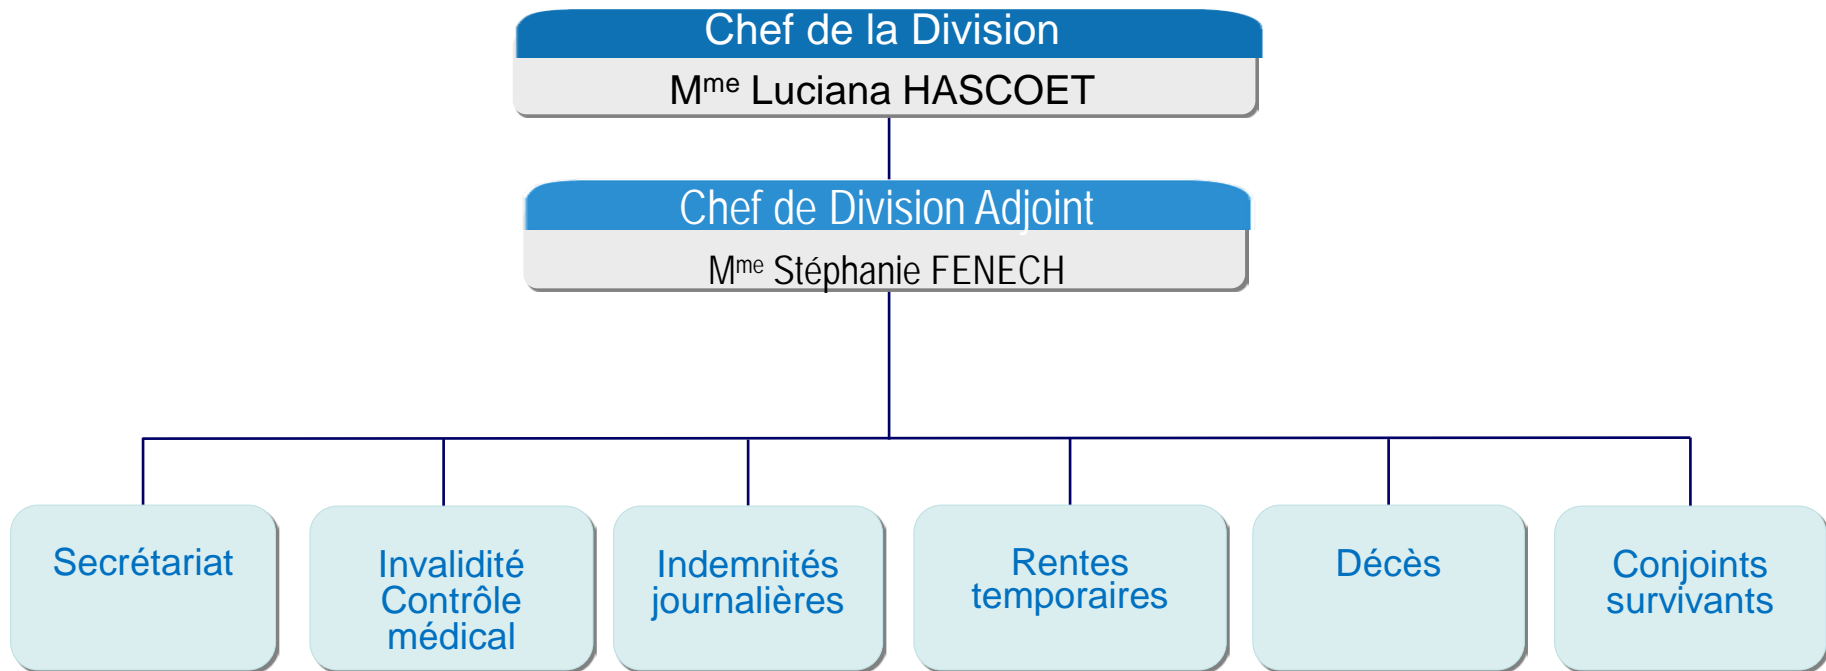 Chef de la Division
Mme Luciana HASCOET
Chef de Division Adjoint
Mme Stéphanie FENECH
Secrétariat
Invalidité
Contrôle
médical
Indemnités
journalières
Rentes
temporaires
Décès
Conjoints
survivants